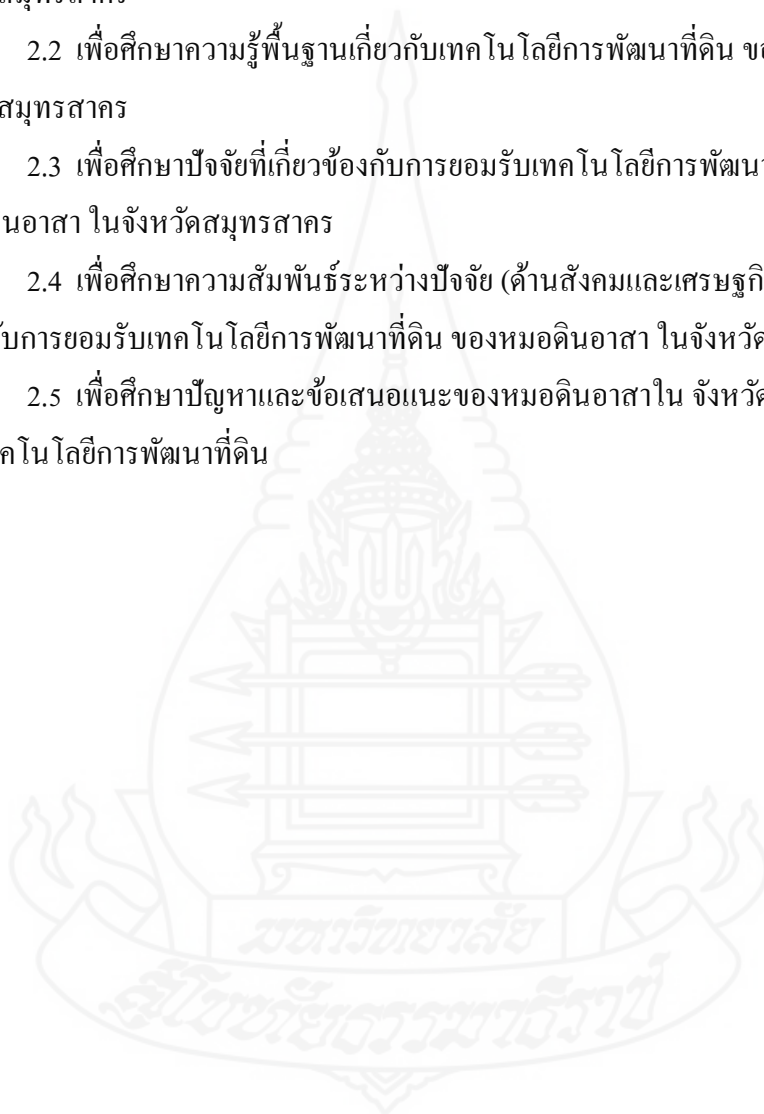 2.2 เพื่อศึกษาความรู้พื้นฐานเกี่ยวกับเทคโนโลยีการพัฒนาที่ดิน
สมุทรสาคร
2.3 เพื่อศึกษาปัจจัยที่เกี่ยวข้องกับการยอมรับเทคโนโลยีการพัฒนา
นอาสา ในจังหวัดสมุทรสาคร
2.4 เพื่อศึกษาความสัมพันธ์ระหว่างปัจจัย (ด้านสังคมและเศรษฐกิ
บการยอมรับเทคโนโลยีการพัฒนาที่ดิน ของหมอดินอาสา ในจังหวัด
2.5 เพื่อศึกษาปัญหาและข้อเสนอแนะของหมอดินอาสาใน จังหวัด
คโนโลยีการพัฒนาที่ดิน
มหาวิทยาลัย
สุโขทัยธรรมาธิราช